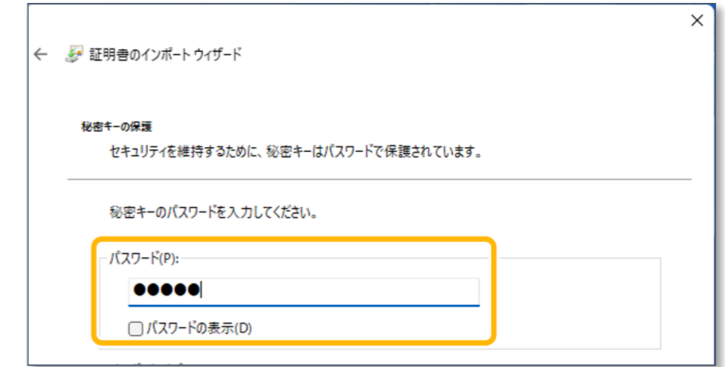 証明書のインポート ウィザード
秘密キーの保護
セキュリティを維持するために、秘密キーはパスワードで保護されています。
秘密キーのパスワードを入力してください。
パスワード(P):
●●●●●
パスワードの表示(D)